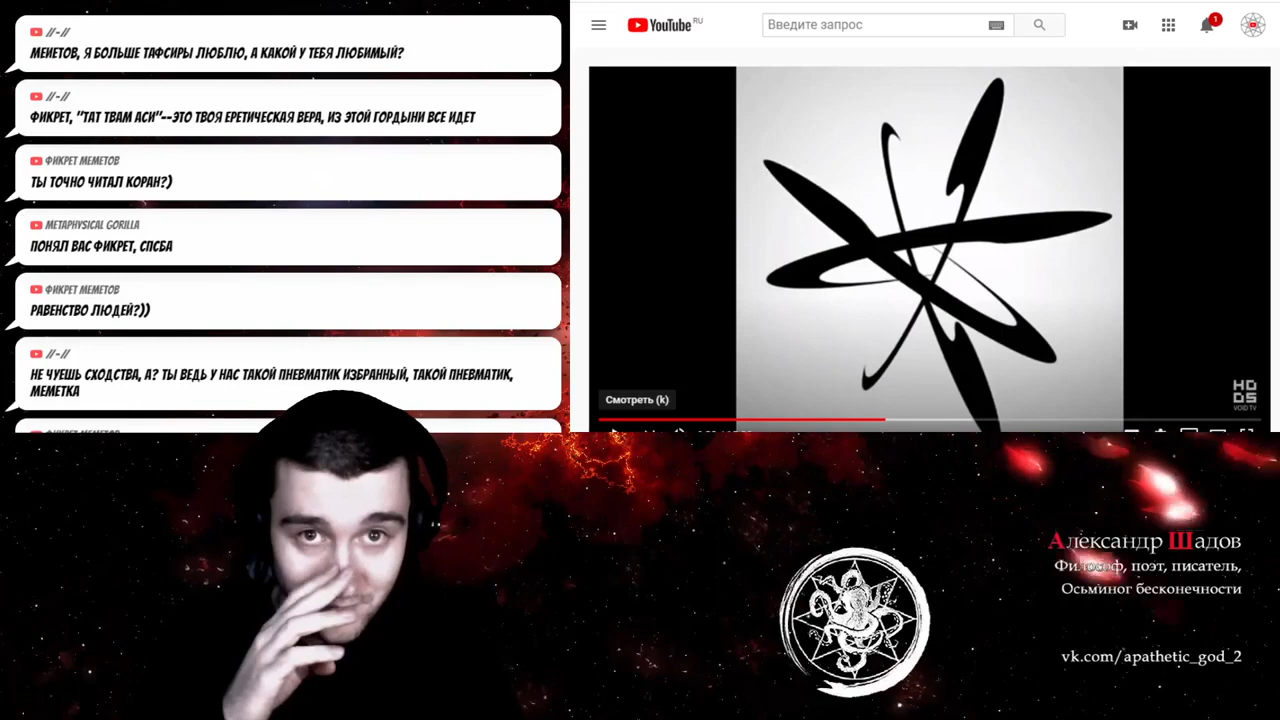 //-//
МЕИЕТОВ, Я БОЛЬШЕ ТАФСИРЫ ЛЮБЛЮ, А КАКОЙ У ТЕБЯ ЛЮБИМЫЙ?
//-//
ФИКРЕТ, "ТАТ ТВАМ АСИ"--ЭТО ТВОЯ ЕРЕТИЧЕСКАЯ ВЕРА, ИЗ ЭТОЙ ГОРДЫНИ ВСЕ ИДЕТ
ФИКРЕТ МЕМЕТОВ
ТЫ ТОЧНО ЧИТАЛ КОРАН?)
METAPHYSICAL GORILLA
ПОНЯЛ ВАС ФИКРЕТ, СПСБА
ФИКРЕТ МЕМЕТОВ
РАВЕНСТВО ЛЮДЕЙ?))
//-//
НЕ ЧУЕШЬ СХОДСТВА, А? ТЫ ВЕДЬ У НАС ТАКОЙ ПНЕВМАТИК ИЗБРАННЫЙ, ТАКОЙ ПНЕВМАТИК,
МЕМЕТКА
YouTube RU
Введите запрос
1
Смотреть (k)
HODOS
VOID TV
Александр Шадов
Философ, поэт, писатель,
Осьминог бесконечности
vk.com/apathetic_god_2